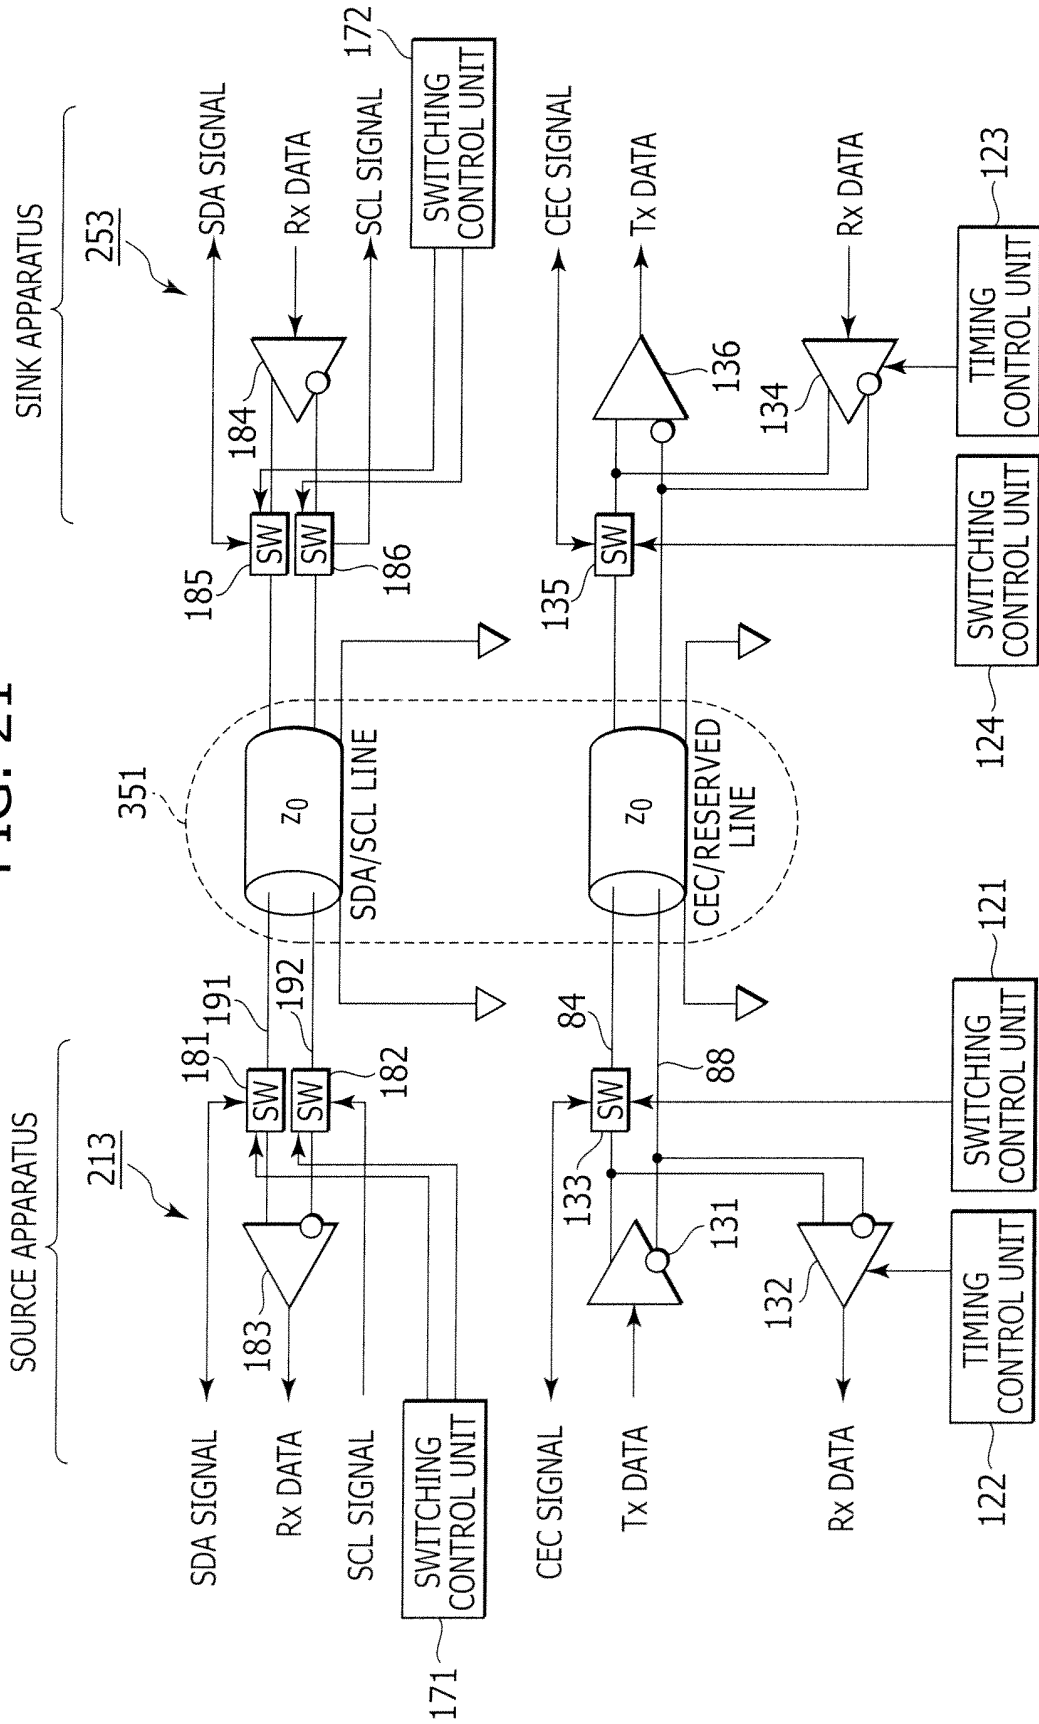 FIG. 21
SOURCE APPARATUS
SINK APPARATUS
213
253
351
SDA SIGNAL
181
191
SW
SW
182
192
183
Rx DATA
SCL SIGNAL
SWITCHING
CONTROL UNIT
171
Z0
SDA/SCL LINE
185
SW
SW
186
184
SDA SIGNAL
Rx DATA
SCL SIGNAL
SWITCHING
CONTROL UNIT
172
CEC SIGNAL
Tx DATA
131
133
SW
84
88
132
Rx DATA
TIMING
CONTROL UNIT
122
SWITCHING
CONTROL UNIT
121
Z0
CEC/RESERVED
LINE
135
SW
CEC SIGNAL
Tx DATA
136
134
Rx DATA
SWITCHING
CONTROL UNIT
124
TIMING
CONTROL UNIT
123